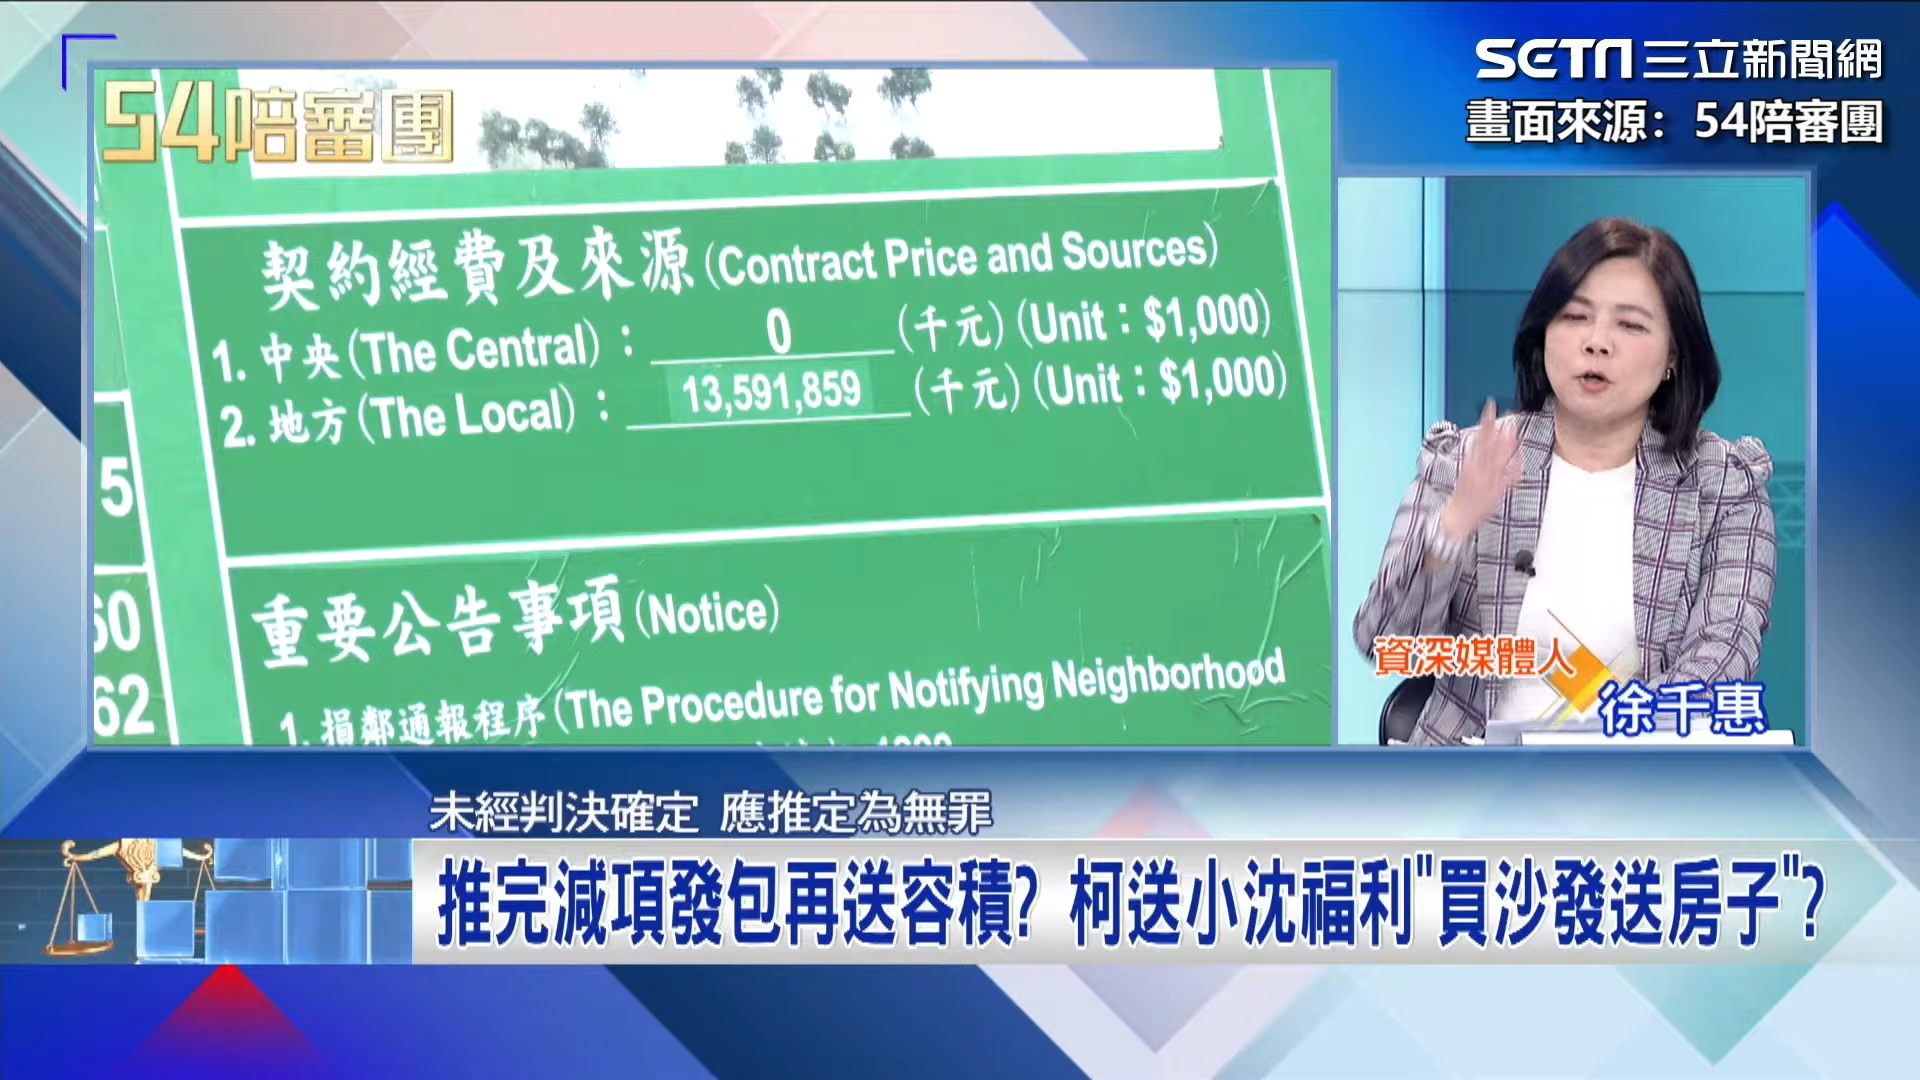 SETN三立新聞網
畫面來源：54陪審團
54陪審團
契約經費及來源(Contract Price and Sources)
1. 中央(The Central)： 0 (千元)(Unit：$1,000)
2. 地方(The Local)： 13,591,859 (千元)(Unit：$1,000)
5
60
62
重要公告事項(Notice)
1. 損鄰通報程序(The Procedure for Notifying Neighborhood
資深媒體人
徐千惠
未經判決確定 應推定為無罪
推完減項發包再送容積? 柯送小沈福利"買沙發送房子"?